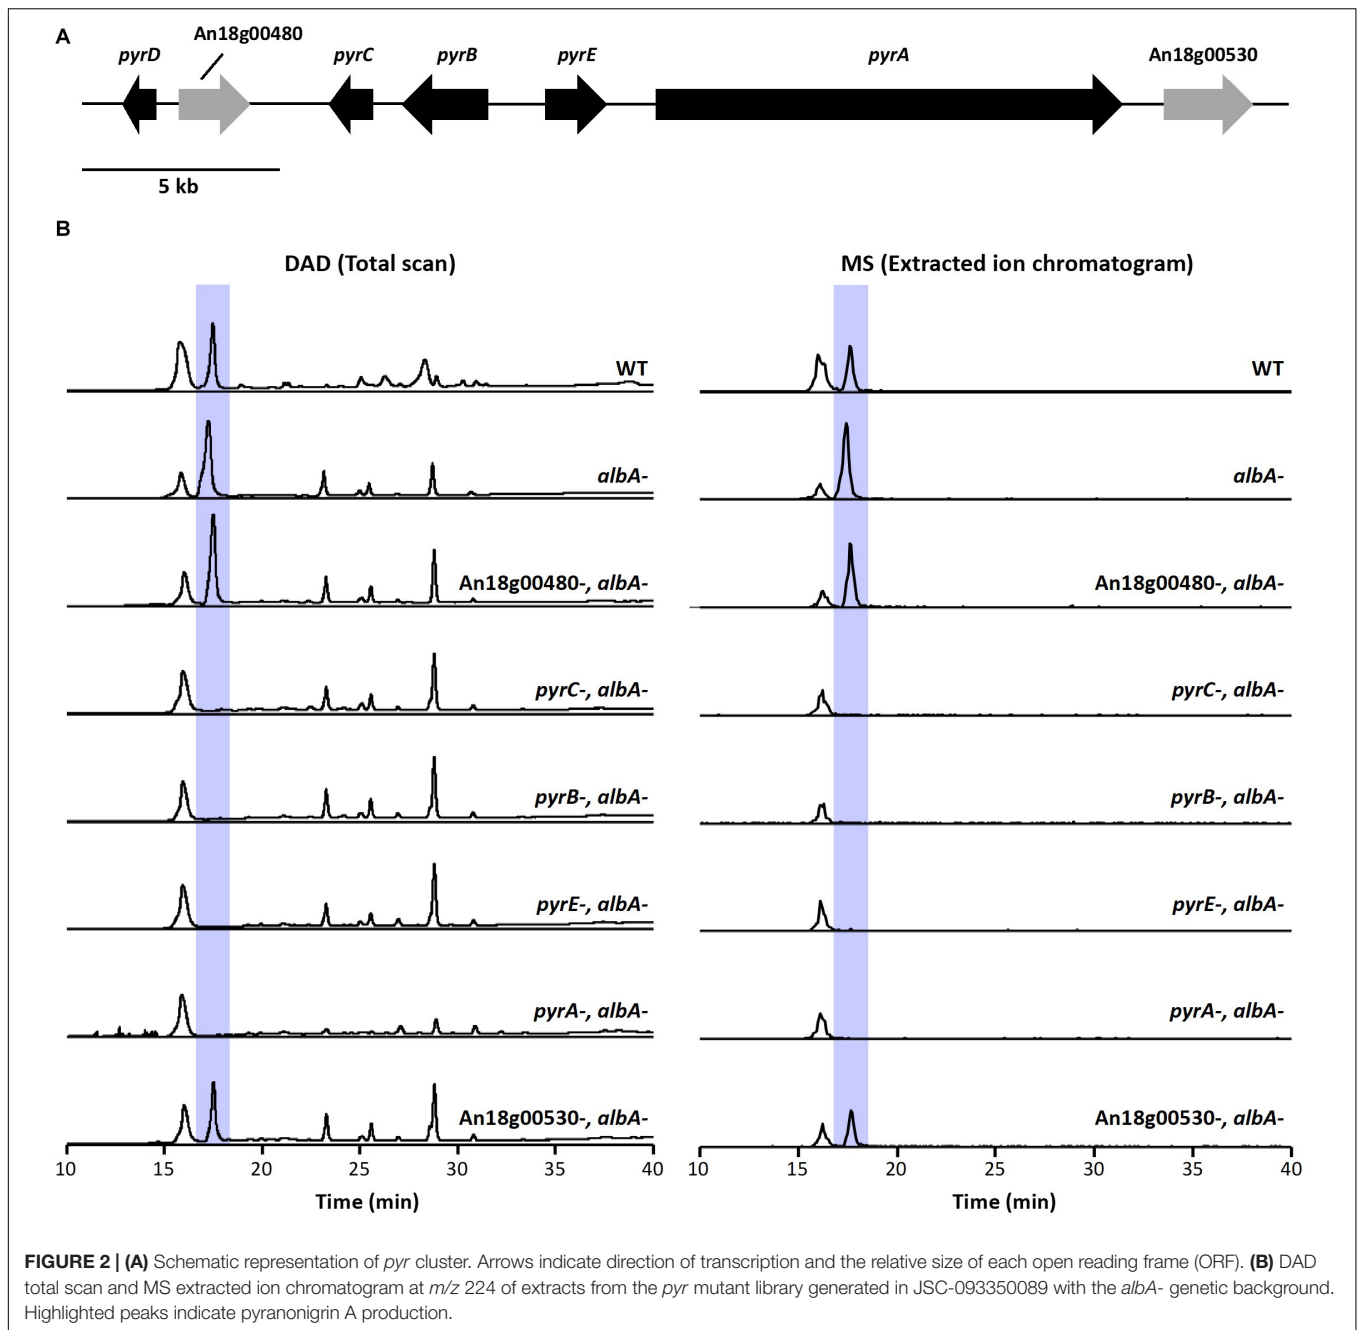 A
An18g00480
pyrD
pyrC
pyrB
pyrE
pyrA
An18g00530
5 kb
B
DAD (Total scan)
MS (Extracted ion chromatogram)
WT
WT
albA-
albA-
An18g00480-, albA-
An18g00480-, albA-
pyrC-, albA-
pyrC-, albA-
pyrB-, albA-
pyrB-, albA-
pyrE-, albA-
pyrE-, albA-
pyrA-, albA-
pyrA-, albA-
An18g00530-, albA-
An18g00530-, albA-
10 15 20 25 30 35 40
10 15 20 25 30 35 40
Time (min)
Time (min)
FIGURE 2 | (A) Schematic representation of pyr cluster. Arrows indicate direction of transcription and the relative size of each open reading frame (ORF). (B) DAD
total scan and MS extracted ion chromatogram at m/z 224 of extracts from the pyr mutant library generated in JSC-093350089 with the albA- genetic background.
Highlighted peaks indicate pyranonigrin A production.